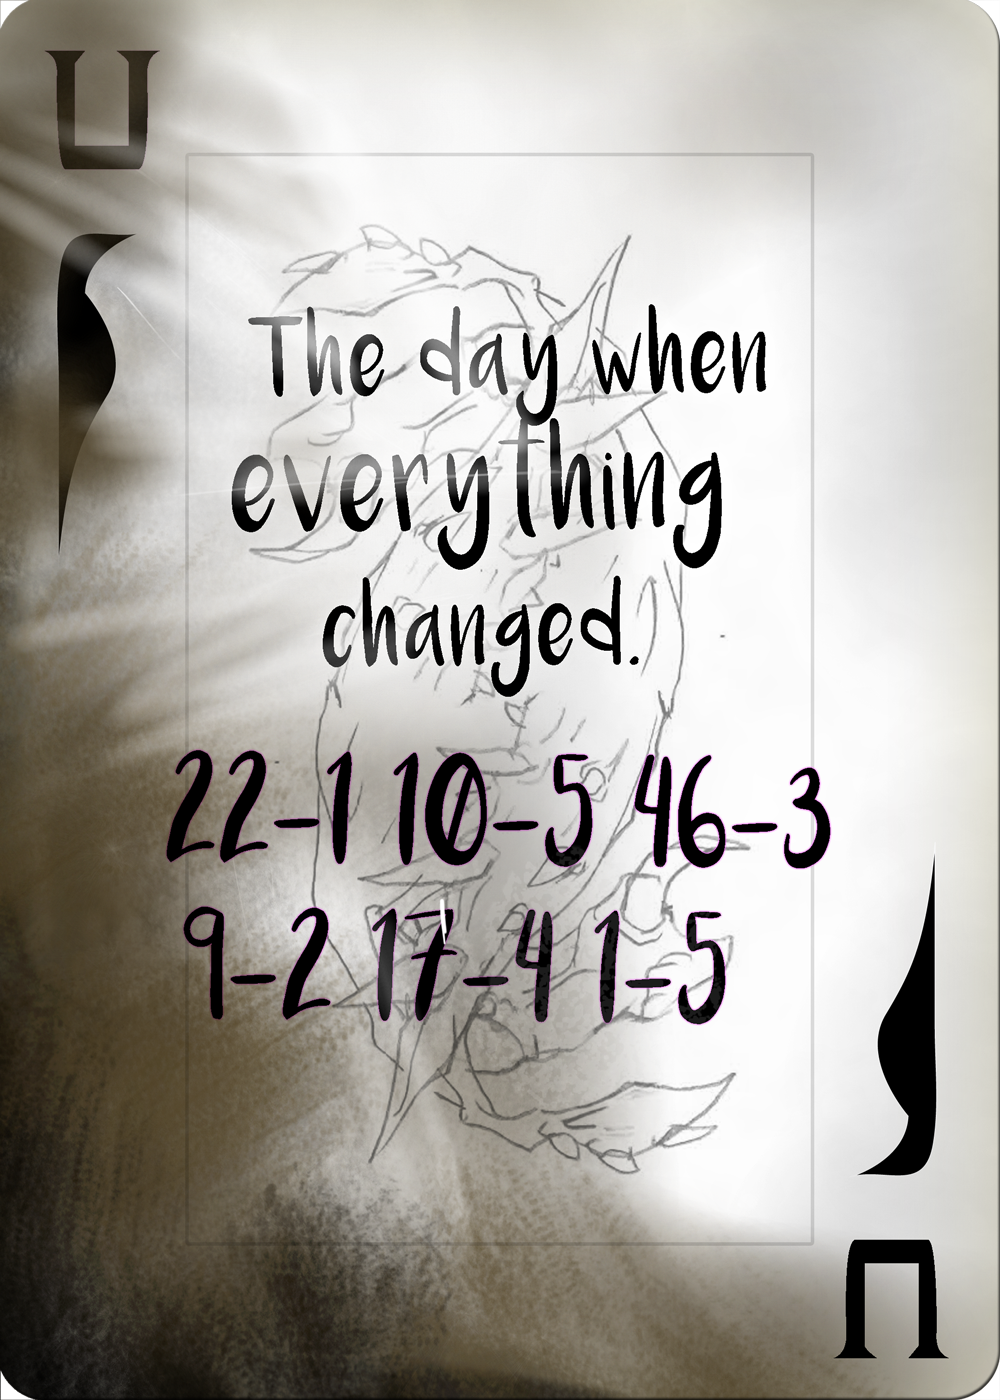 U
The day when
everything
changed.
22-1 10-5 46-3
9-2 17-4 1-5
U